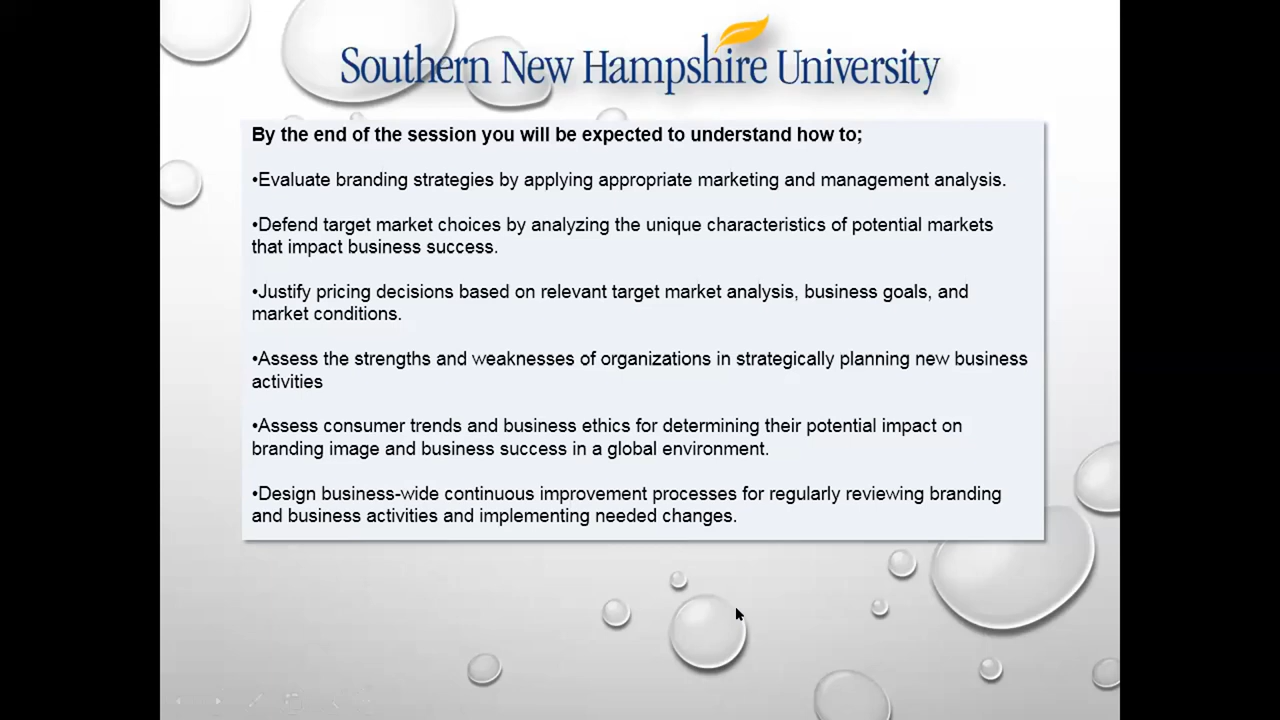 Southern New Hampshire University
By the end of the session you will be expected to understand how to;
•Evaluate branding strategies by applying appropriate marketing and management analysis.
•Defend target market choices by analyzing the unique characteristics of potential markets
that impact business success.
•Justify pricing decisions based on relevant target market analysis, business goals, and
market conditions.
•Assess the strengths and weaknesses of organizations in strategically planning new business
activities
•Assess consumer trends and business ethics for determining their potential impact on
branding image and business success in a global environment.
•Design business-wide continuous improvement processes for regularly reviewing branding
and business activities and implementing needed changes.